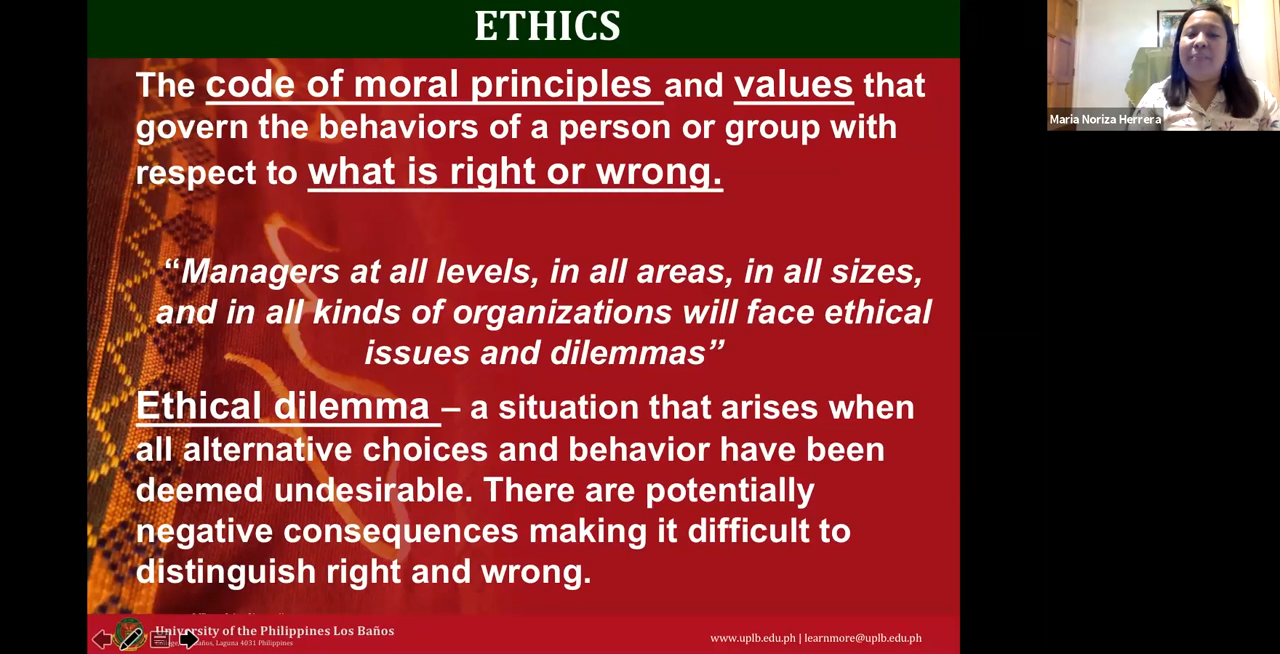 ETHICS
The code of moral principles and values that
govern the behaviors of a person or group with
respect to what is right or wrong.
“Managers at all levels, in all areas, in all sizes,
and in all kinds of organizations will face ethical
issues and dilemmas”
Ethical dilemma – a situation that arises when
all alternative choices and behavior have been
deemed undesirable. There are potentially
negative consequences making it difficult to
distinguish right and wrong.
University of the Philippines Los Baños
Laguna 4031 Philippines
www.uplb.edu.ph | learnmore@uplb.edu.ph
Maria Noriza Herrera